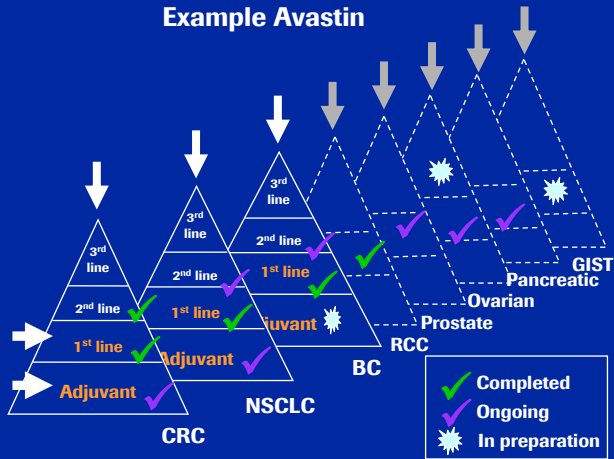 Example Avastin
3rd
line
2nd line
1st line
Adjuvant
CRC
3rd
line
2nd line
1st line
Adjuvant
NSCLC
3rd
line
2nd line
1st line
juvant
BC
RCC
Prostate
Ovarian
Pancreatic
GIST
Completed
Ongoing
In preparation